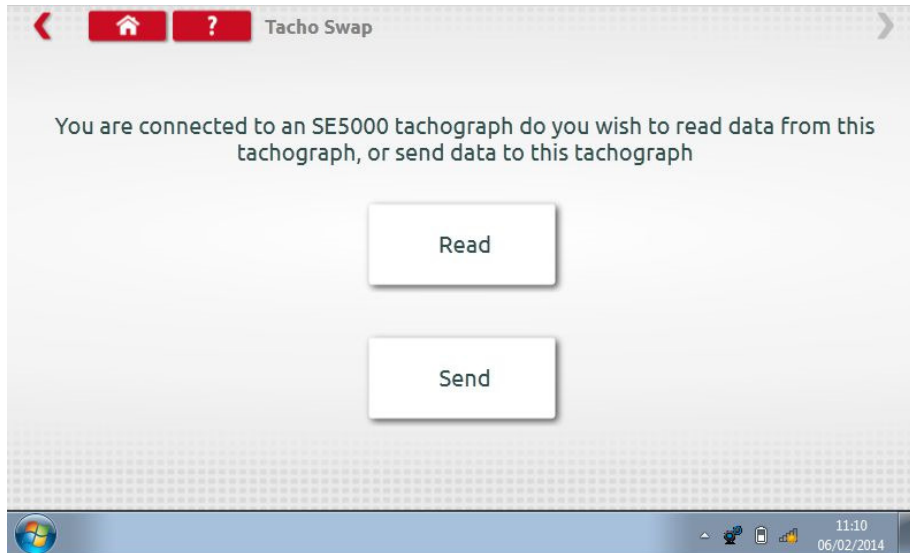 ? Tacho Swap
You are connected to an SE5000 tachograph do you wish to read data from this
tachograph, or send data to this tachograph
Read
Send
11:10
06/02/2014